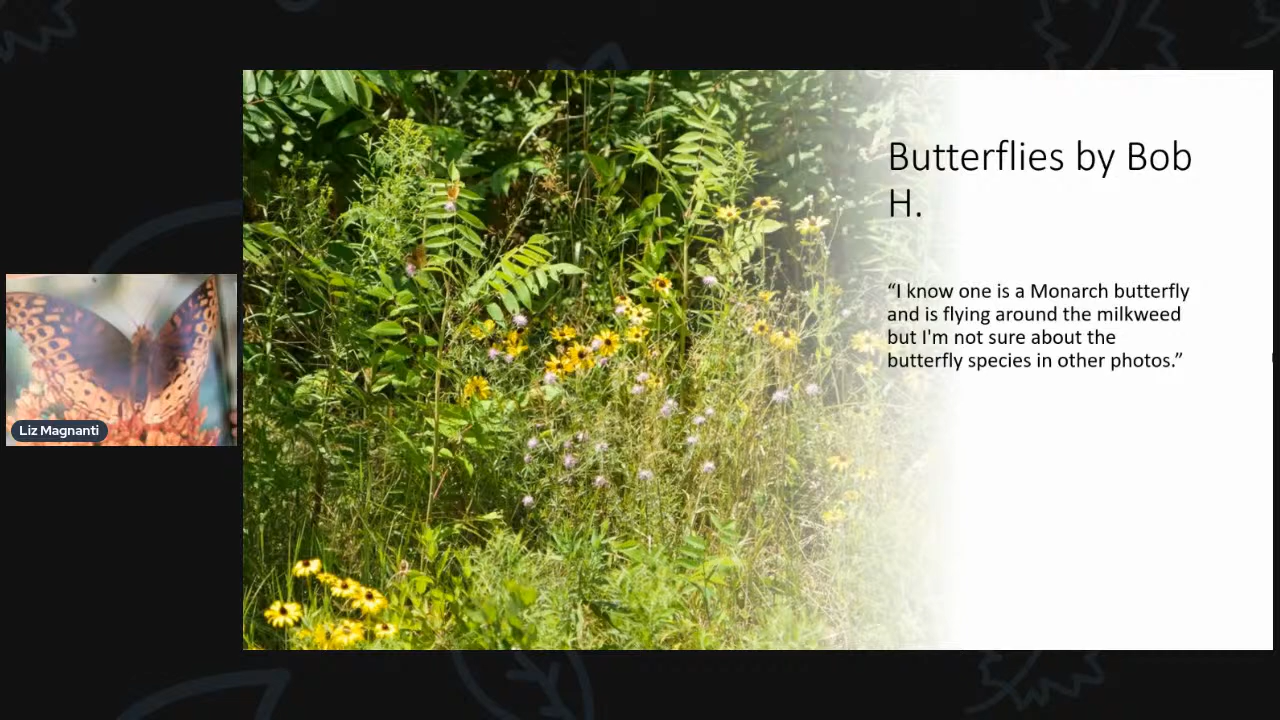 Butterflies by Bob
H.
“I know one is a Monarch butterfly
and is flying around the milkweed
but I'm not sure about the
butterfly species in other photos.”
Liz Magnanti